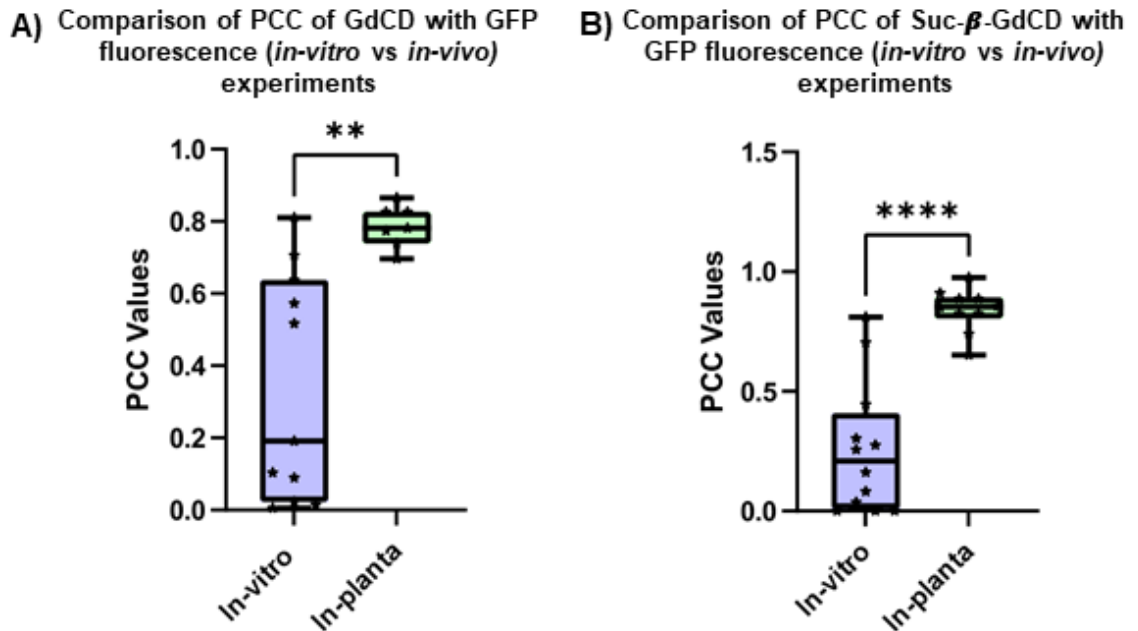 A) Comparison of PCC of GdCD with GFP
fluorescence (in-vitro vs in-vivo)
experiments
**
1.0
0.8
0.6
0.4
0.2
0.0
PCC Values
In-vitro
In-planta
B) Comparison of PCC of Suc-β-GdCD with
GFP fluorescence (in-vitro vs in-vivo)
experiments
****
1.5
1.0
0.5
0.0
PCC Values
In-vitro
In-planta